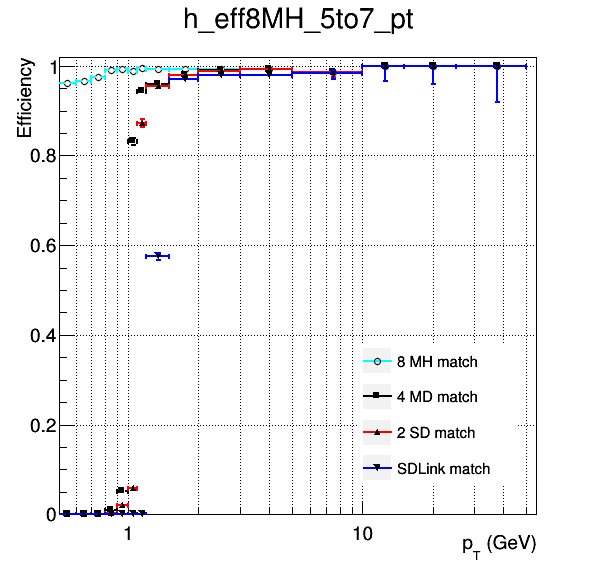 h_eff8MH_5to7_pt
Efficiency
1
0.8
0.6
0.4
0.2
0
8 MH match
4 MD match
2 SD match
SDLink match
1
10
p_T (GeV)